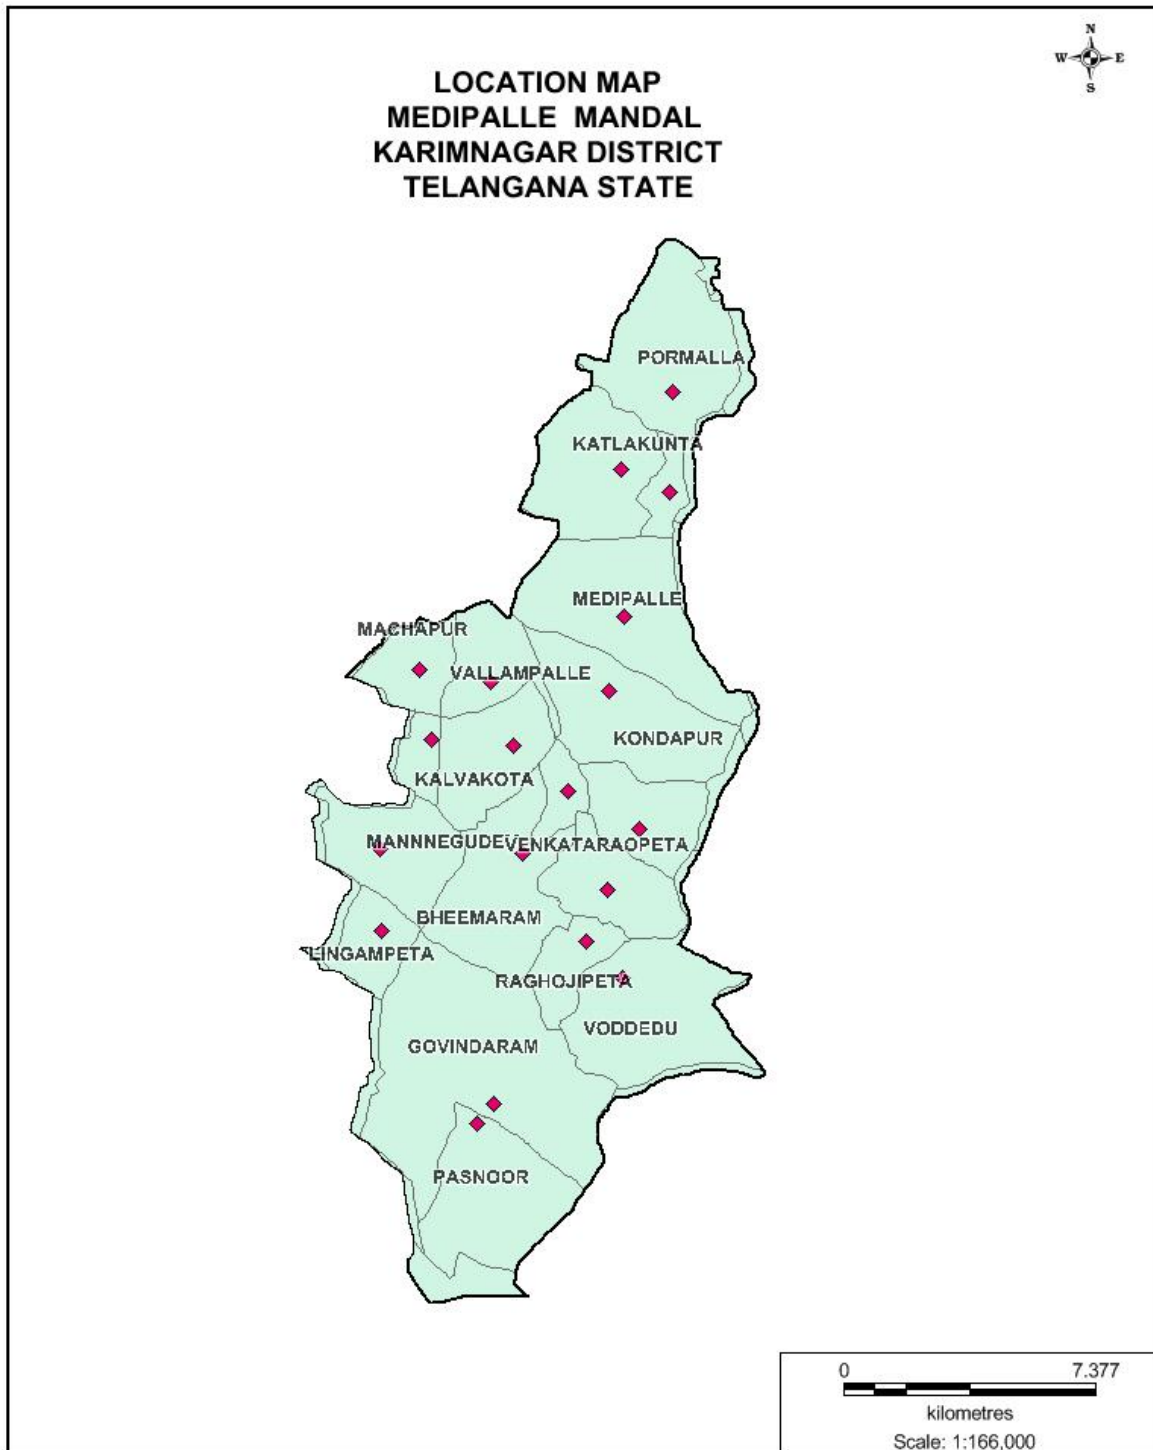 N
W E
S
LOCATION MAP
MEDIPALLE MANDAL
KARIMNAGAR DISTRICT
TELANGANA STATE
PORMALLA
KATLAKUNTA
MEDIPALLE
MACHAPUR
VALLAMPALLE
KONDAPUR
KALVAKOTA
MANNNEGUDE
VENKATARAOPETA
BHEEMARAM
LINGAMPETA
RAGHOJIPETA
VODDEDU
GOVINDARAM
PASNOOR
0 7.377
kilometres
Scale: 1:166,000